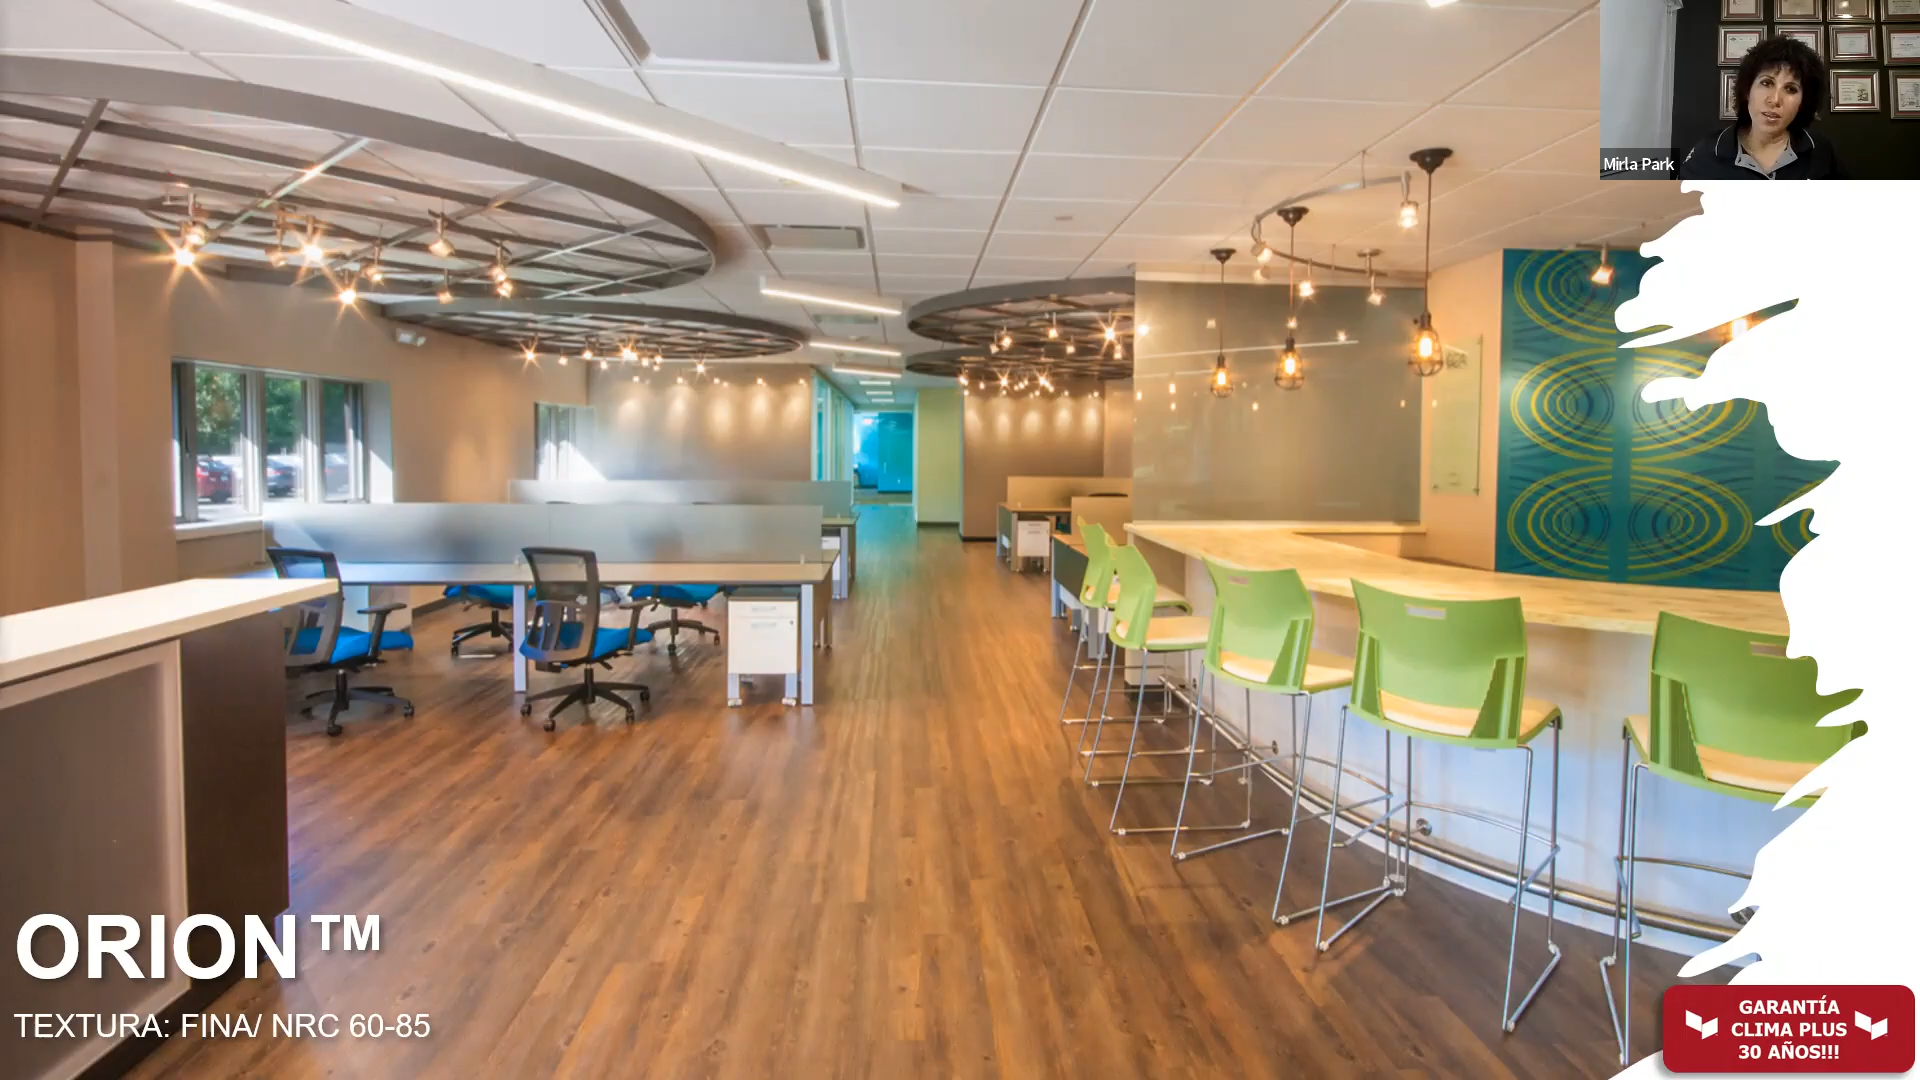 Mirla Park
ORION™
TEXTURA: FINA/ NRC 60-85
GARANTÍA
CLIMA PLUS
30 AÑOS!!!